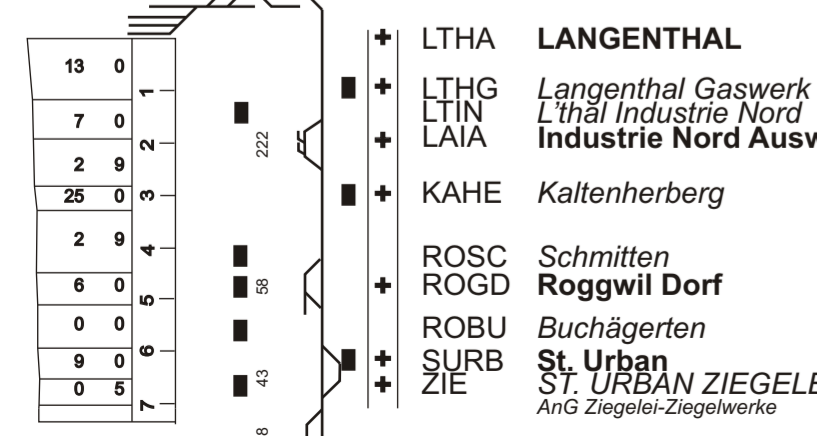 LTHA LANGENTHAL
13 0
LTHG Langenthal Gaswerk
1
LTIN L'thal Industrie Nord
7 0
LAIA Industrie Nord Ausw
2
222
2 9
KAHE Kaltenherberg
25 0
3
2 9
4
ROSC Schmitten
6 0
58
ROGD Roggwil Dorf
5
0 0
ROBU Buchägerten
6
9 0
SURB St. Urban
0 5
43
ZIE ST. URBAN ZIEGELE
7
AnG Ziegelei-Ziegelwerke
8